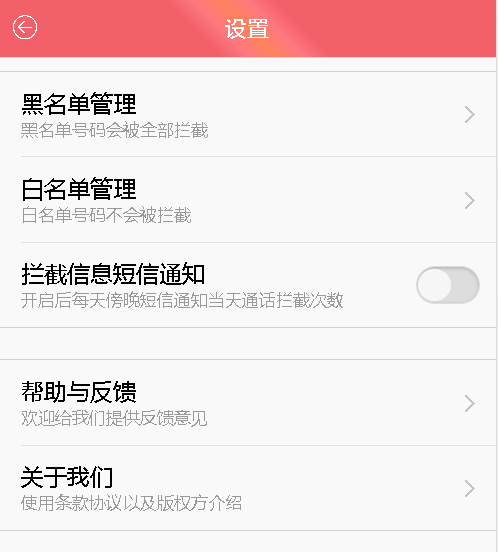 设置
黑名单管理
黑名单号码会被全部拦截
白名单管理
白名单号码不会被拦截
拦截信息短信通知
开启后每天傍晚短信通知当天通话拦截次数
帮助与反馈
欢迎给我们提供反馈意见
关于我们
使用条款协议以及版权方介绍